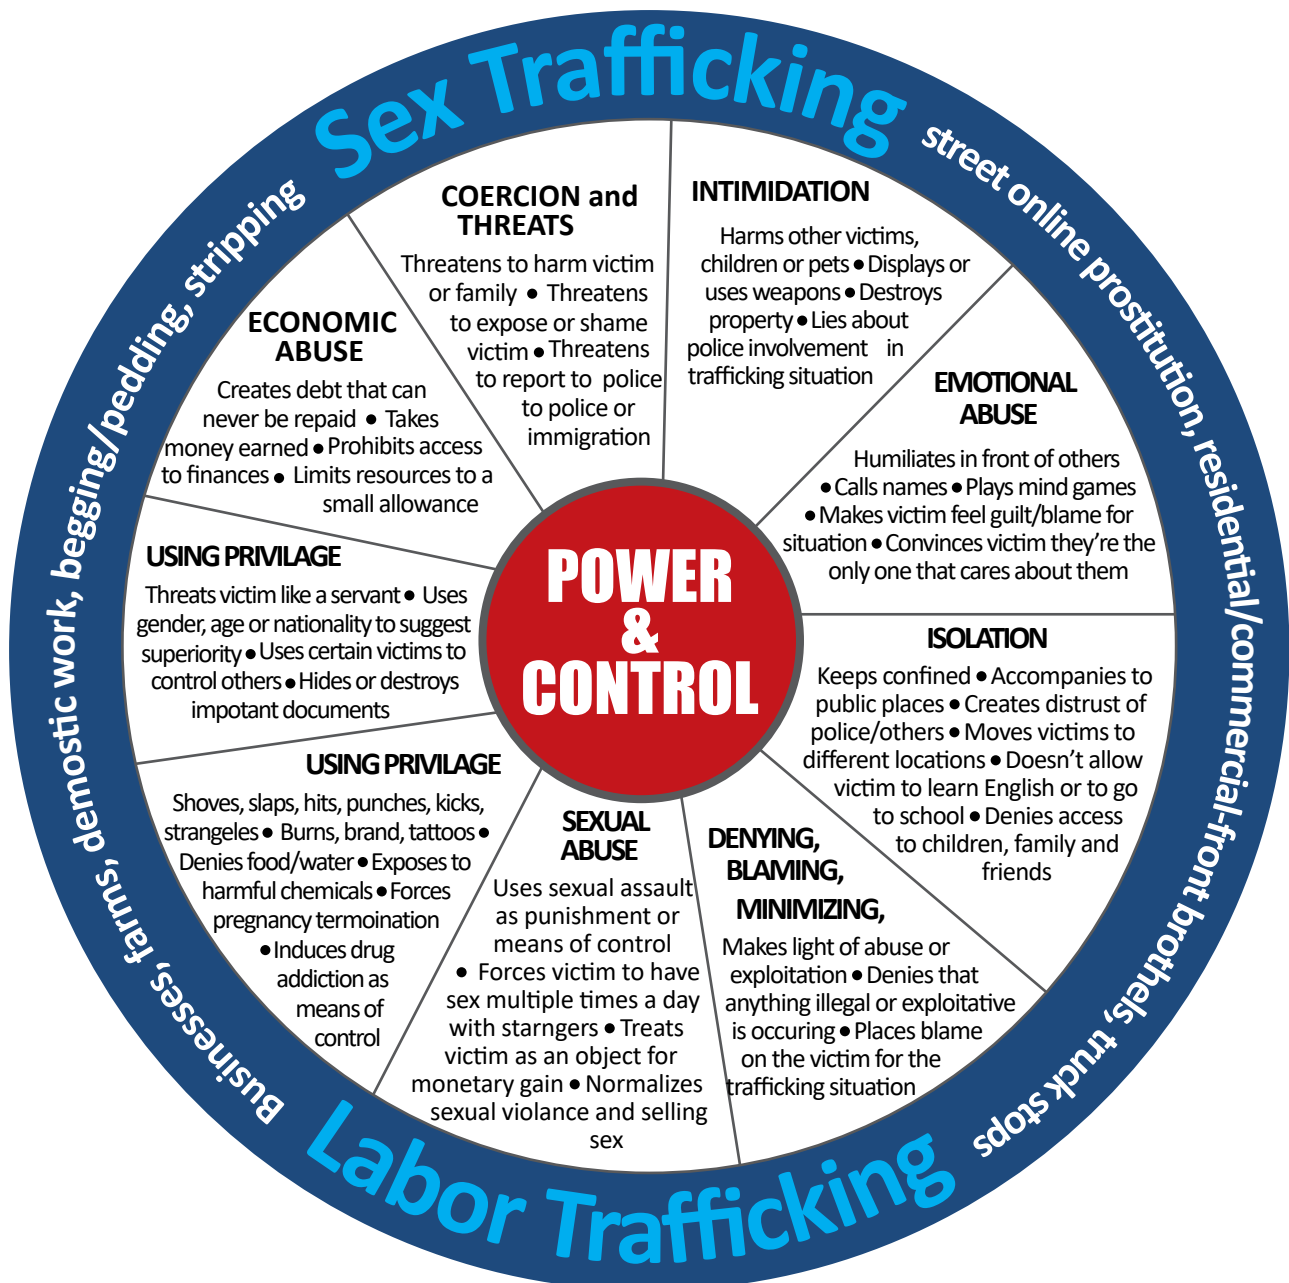 Sex Trafficking
street online prostitution, residential/commercial-front brothels, truck stops
Labor Trafficking
Businesses, farms, demostic work, begging/pedding, stripping
POWER
&
CONTROL
COERCION and
THREATS
Threatens to harm victim
or family ● Threatens
to expose or shame
victim ● Threatens
to report to police
to police or
immigration
INTIMIDATION
Harms other victims,
children or pets ● Displays or
uses weapons ● Destroys
property ● Lies about
police involvement in
trafficking situation
EMOTIONAL
ABUSE
Humiliates in front of others
● Calls names ● Plays mind games
● Makes victim feel guilt/blame for
situation ● Convinces victim they're the
only one that cares about them
ISOLATION
Keeps confined ● Accompanies to
public places ● Creates distrust of
police/others ● Moves victims to
different locations ● Doesn't allow
victim to learn English or to go
to school ● Denies access
to children, family and
friends
DENYING,
BLAMING,
MINIMIZING,
Makes light of abuse or
exploitation ● Denies that
anything illegal or exploitative
is occuring ● Places blame
on the victim for the
trafficking situation
SEXUAL
ABUSE
Uses sexual assault
as punishment or
means of control
● Forces victim to have
sex multiple times a day
with starngers ● Treats
victim as an object for
monetary gain ● Normalizes
sexual violance and selling
sex
USING PRIVILAGE
Shoves, slaps, hits, punches, kicks,
strangeles ● Burns, brand, tattoos ●
Denies food/water ● Exposes to
harmful chemicals ● Forces
pregnancy termoination
● Induces drug
addiction as
means of
control
USING PRIVILAGE
Threats victim like a servant ● Uses
gender, age or nationality to suggest
superiority ● Uses certain victims to
control others ● Hides or destroys
impotant documents
ECONOMIC
ABUSE
Creates debt that can
never be repaid ● Takes
money earned ● Prohibits access
to finances ● Limits resources to a
small allowance